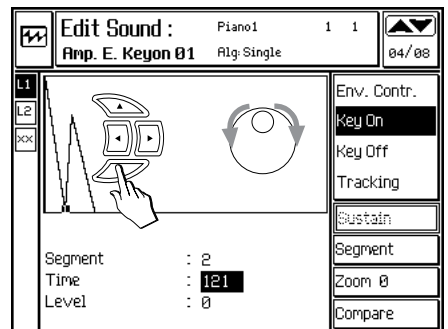 Edit Sound : Piano1 1 1
Amp. E. Keyon 01 Alg:Single 04/08
L1
L2
××
Env. Contr.
Key On
Key Off
Tracking
Sustain
Segment
Zoom 0
Compare
Segment : 2
Time : 121
Level : 0